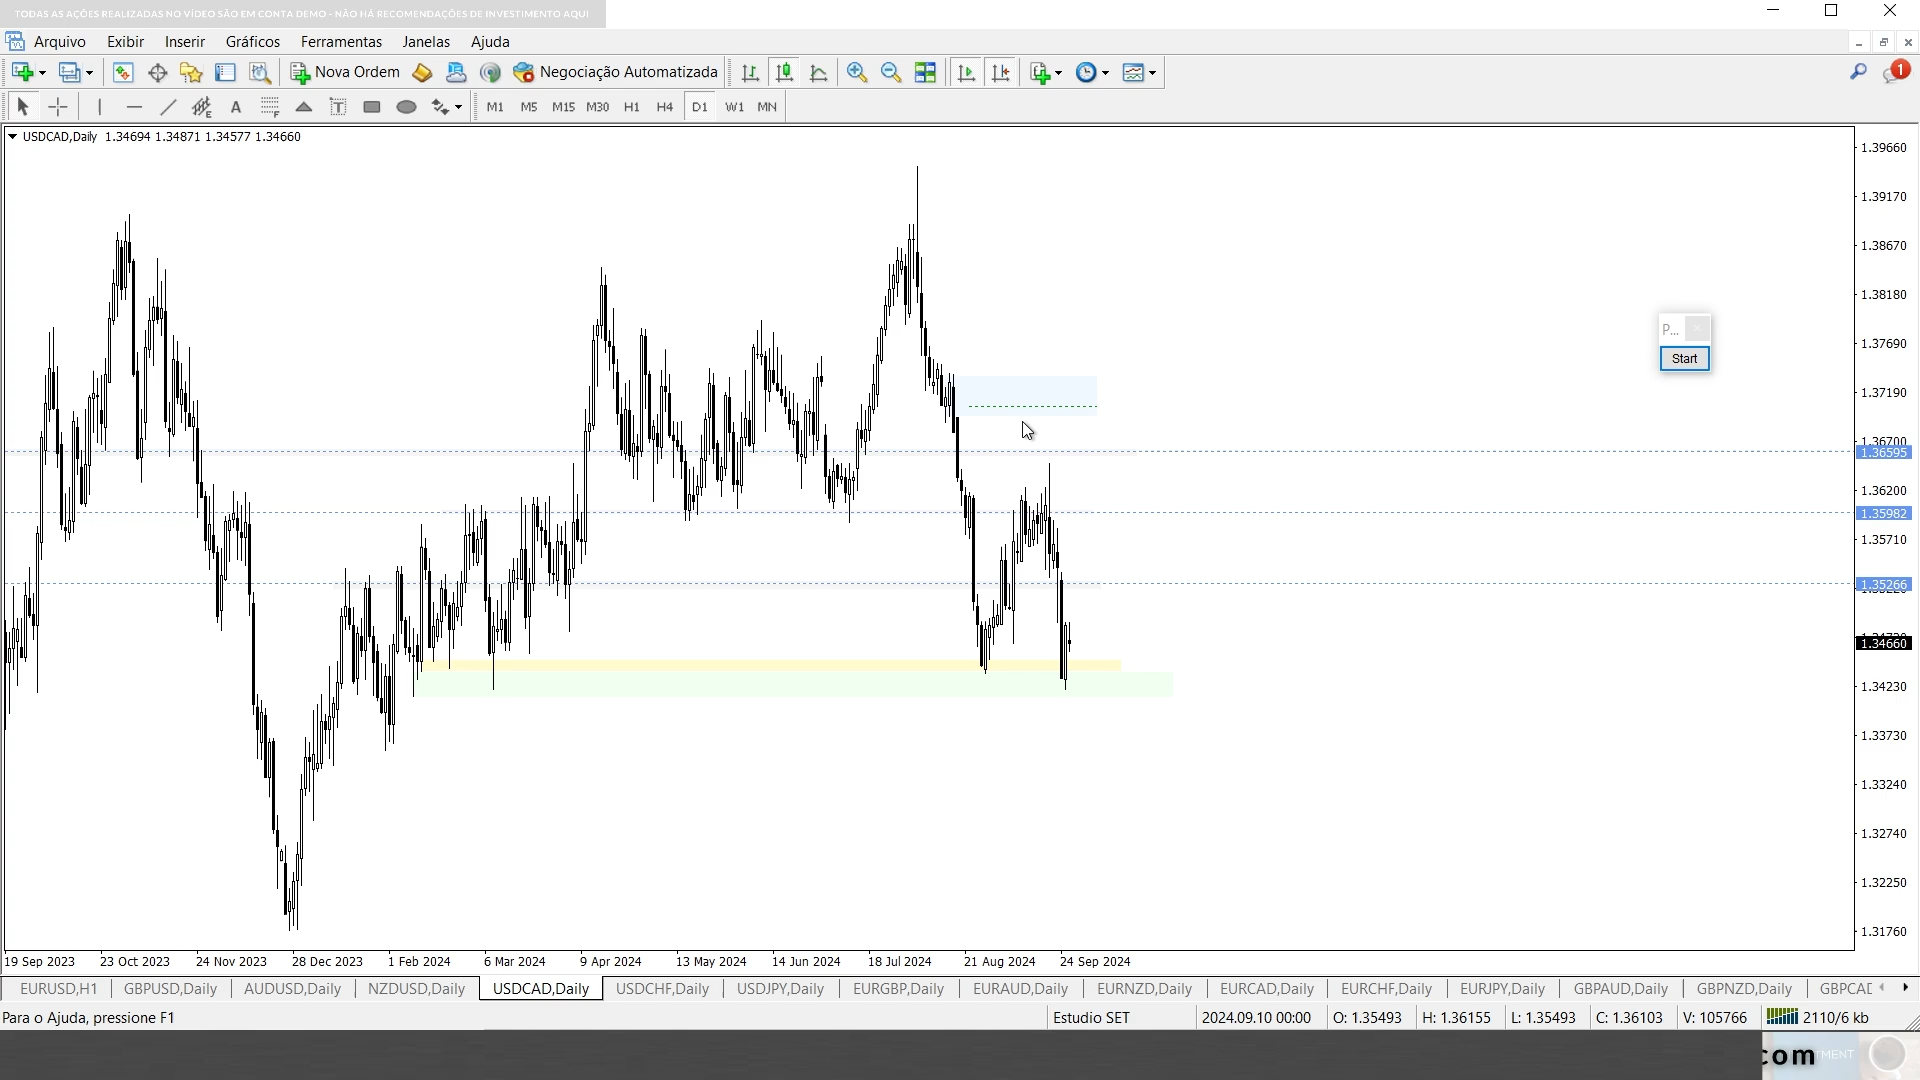 TODAS AS AÇÕES REALIZADAS NO VÍDEO SÃO EM CONTA DEMO - NÃO HÁ RECOMENDAÇÕES DE INVESTIMENTO AQUI
Arquivo Exibir Inserir Gráficos Ferramentas Janelas Ajuda
Nova Ordem Negociação Automatizada 1
A T M1 M5 M15 M30 H1 H4 D1 W1 MN
USDCAD,Daily 1.34694 1.34871 1.34577 1.34660
1.39660
1.39170
1.38670
1.38180
P...
Start
1.37690
1.37190
1.36700
1.36595
1.36200
1.35982
1.35710
1.35266
1.34660
1.34230
1.33730
1.33240
1.32740
1.32250
1.31760
19 Sep 2023 23 Oct 2023 24 Nov 2023 28 Dec 2023 1 Feb 2024 6 Mar 2024 9 Apr 2024 13 May 2024 14 Jun 2024 18 Jul 2024 21 Aug 2024 24 Sep 2024
EURUSD,H1 GBPUSD,Daily AUDUSD,Daily NZDUSD,Daily USDCAD,Daily USDCHF,Daily USDJPY,Daily EURGBP,Daily EURAUD,Daily EURNZD,Daily EURCAD,Daily EURCHF,Daily EURJPY,Daily GBPAUD,Daily GBPNZD,Daily GBPCAD
Para o Ajuda, pressione F1 Estudio SET 2024.09.10 00:00 O: 1.35493 H: 1.36155 L: 1.35493 C: 1.36103 V: 105766 2110/6 kb
com MENT